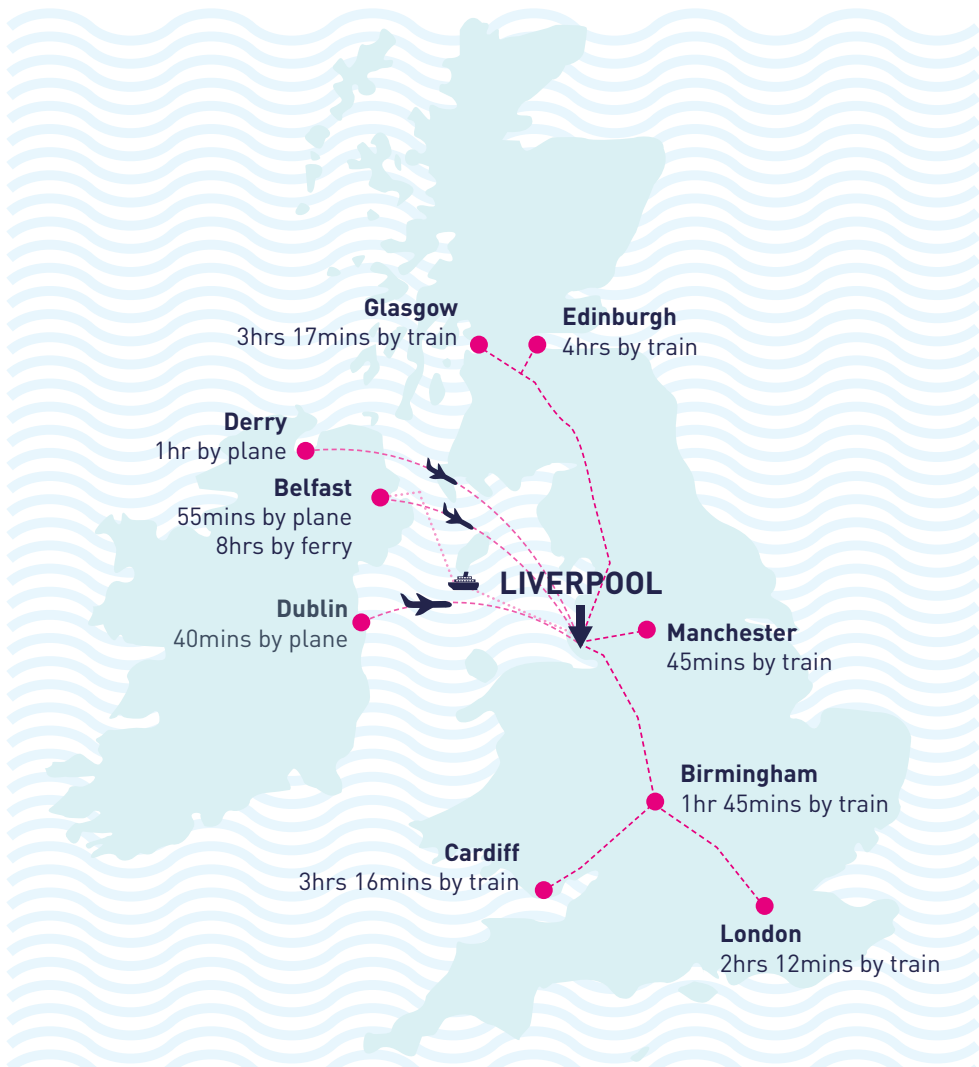 Glasgow
3hrs 17mins by train
Edinburgh
4hrs by train
Derry
1hr by plane
Belfast
55mins by plane
8hrs by ferry
LIVERPOOL
Dublin
40mins by plane
Manchester
45mins by train
Birmingham
1hr 45mins by train
Cardiff
3hrs 16mins by train
London
2hrs 12mins by train